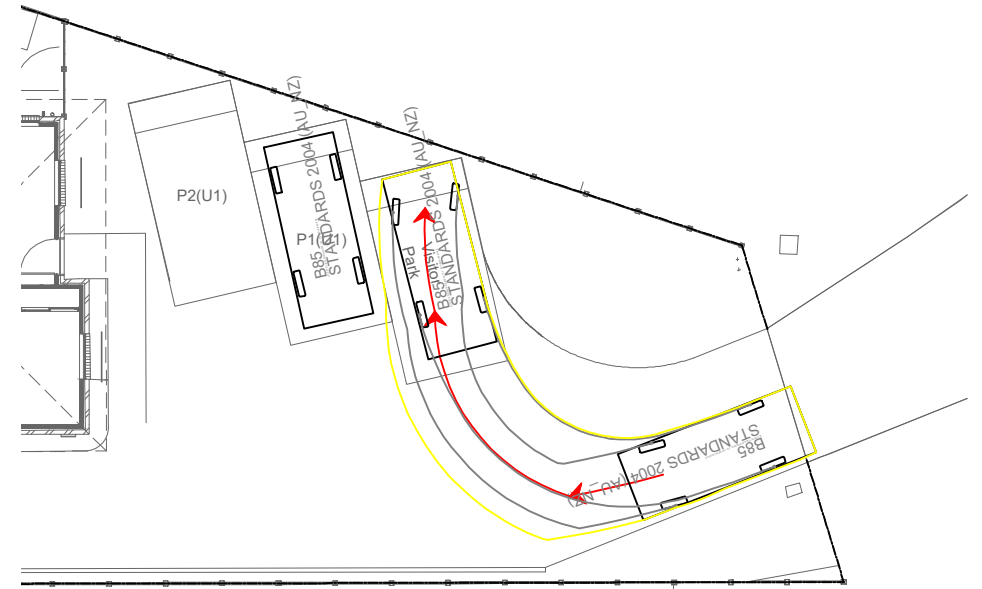 P2(U1)
B85
STANDARDS 2004 (AU_NZ)
P1(U1)
B85
STANDARDS 2004 (AU_NZ)
Park
B85
STANDARDS 2004 (AU_NZ)